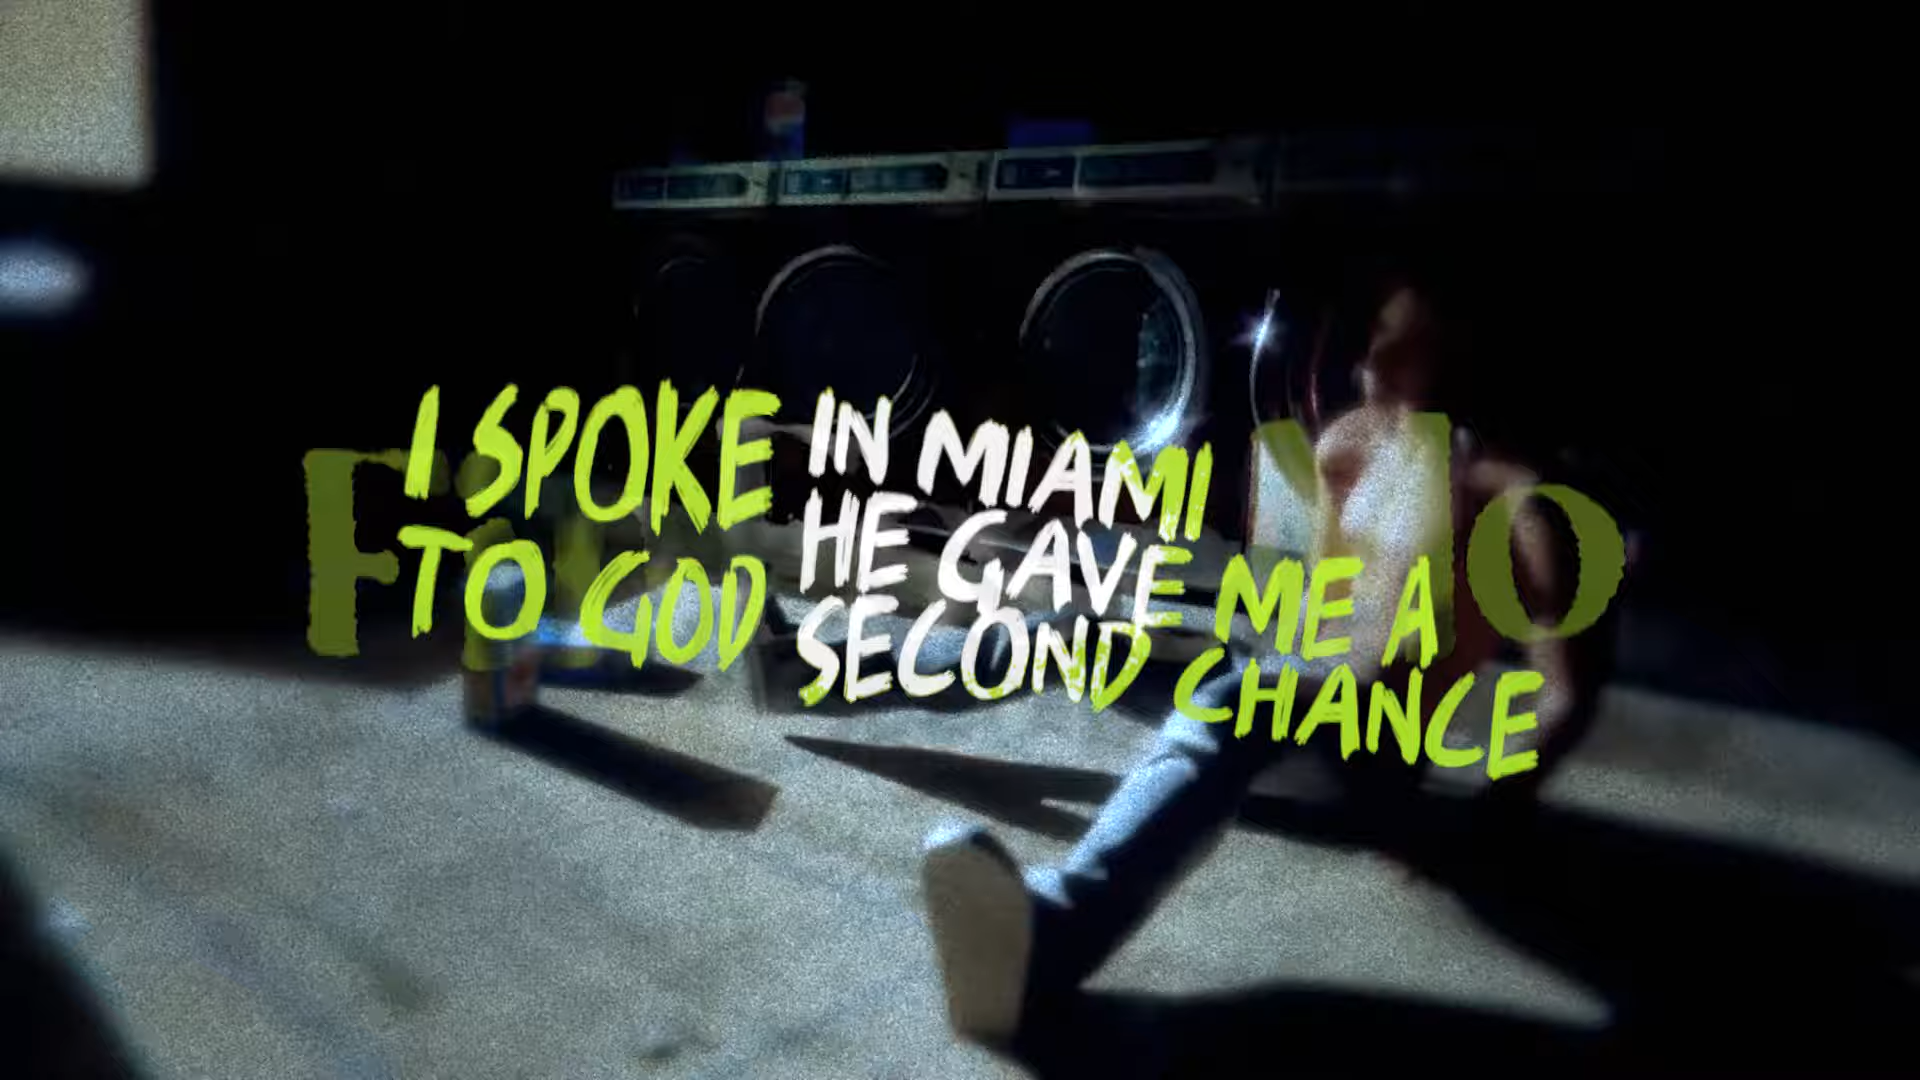 I SPOKE
TO GOD
IN MIAMI
HE GAVE ME A
SECOND CHANCE